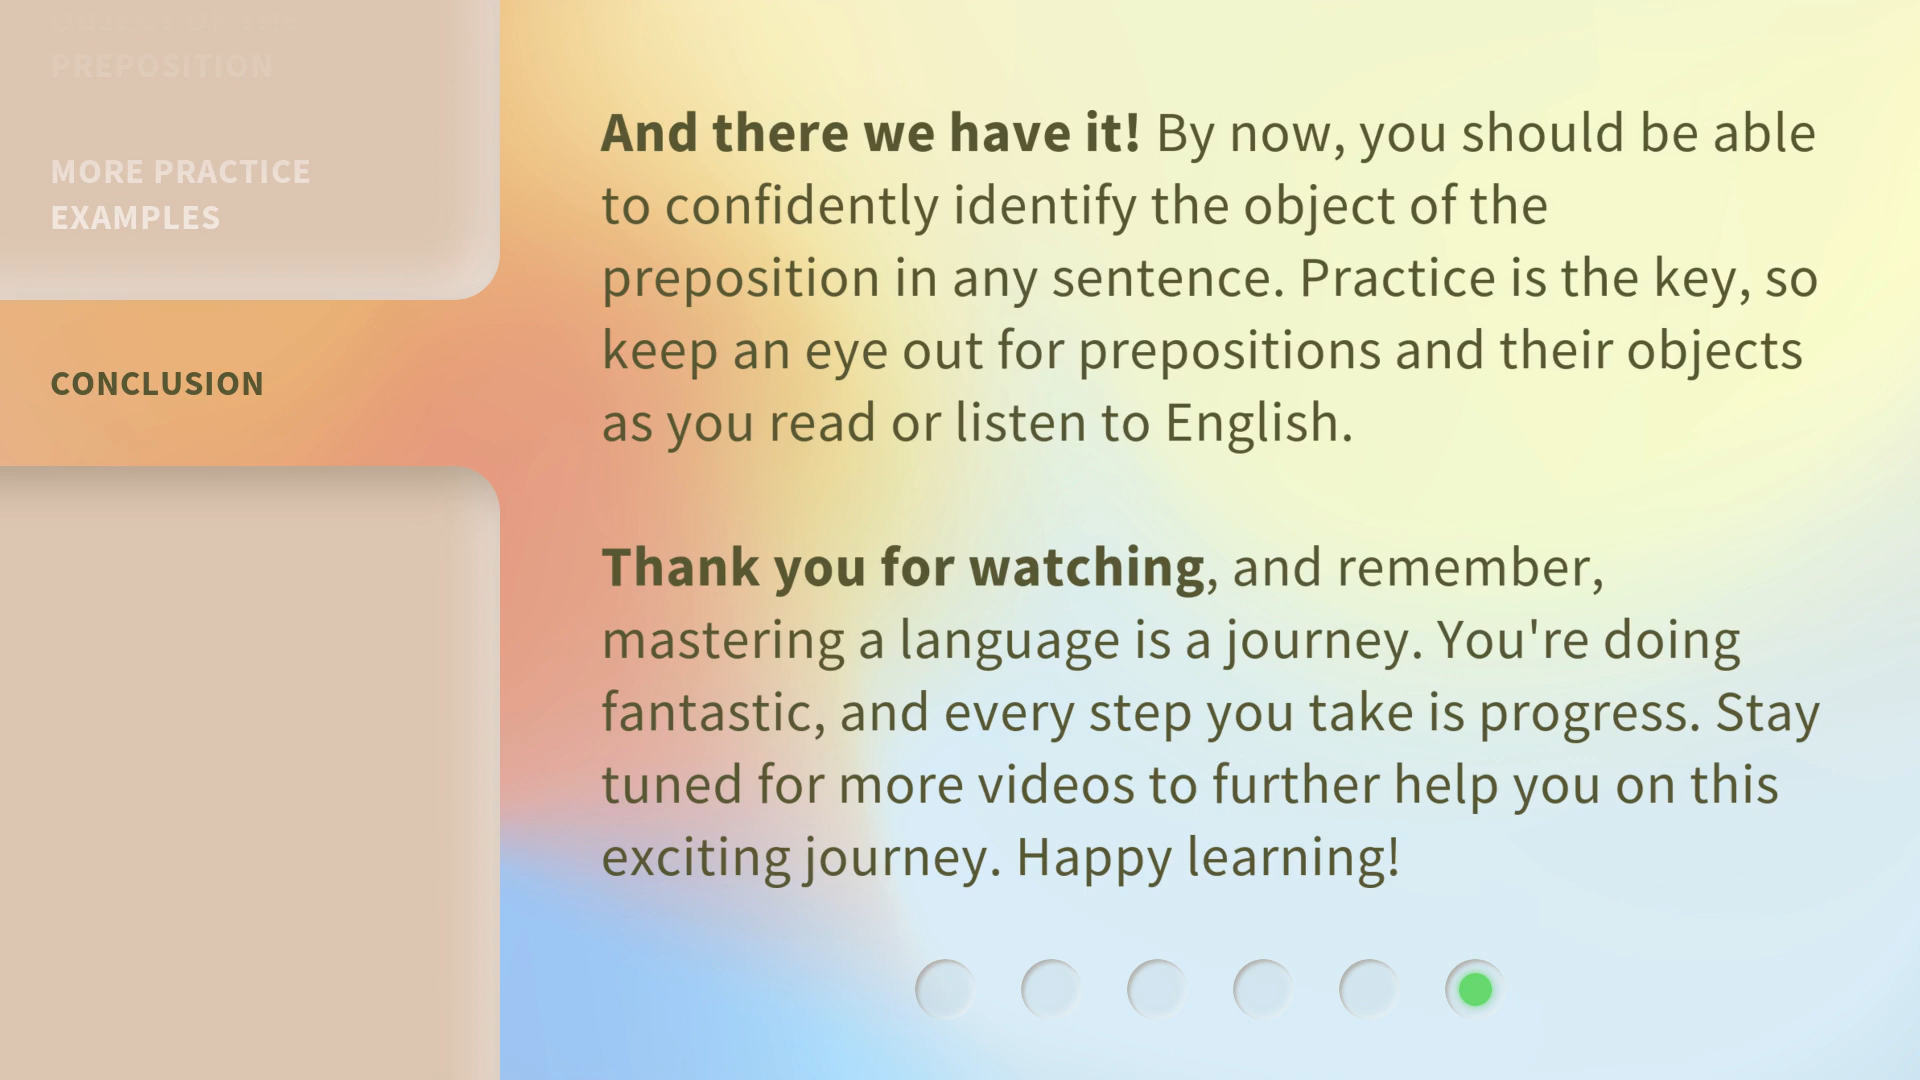 PREPOSITION
MORE PRACTICE
EXAMPLES
CONCLUSION
And there we have it! By now, you should be able
to confidently identify the object of the
preposition in any sentence. Practice is the key, so
keep an eye out for prepositions and their objects
as you read or listen to English.
Thank you for watching, and remember,
mastering a language is a journey. You're doing
fantastic, and every step you take is progress. Stay
tuned for more videos to further help you on this
exciting journey. Happy learning!